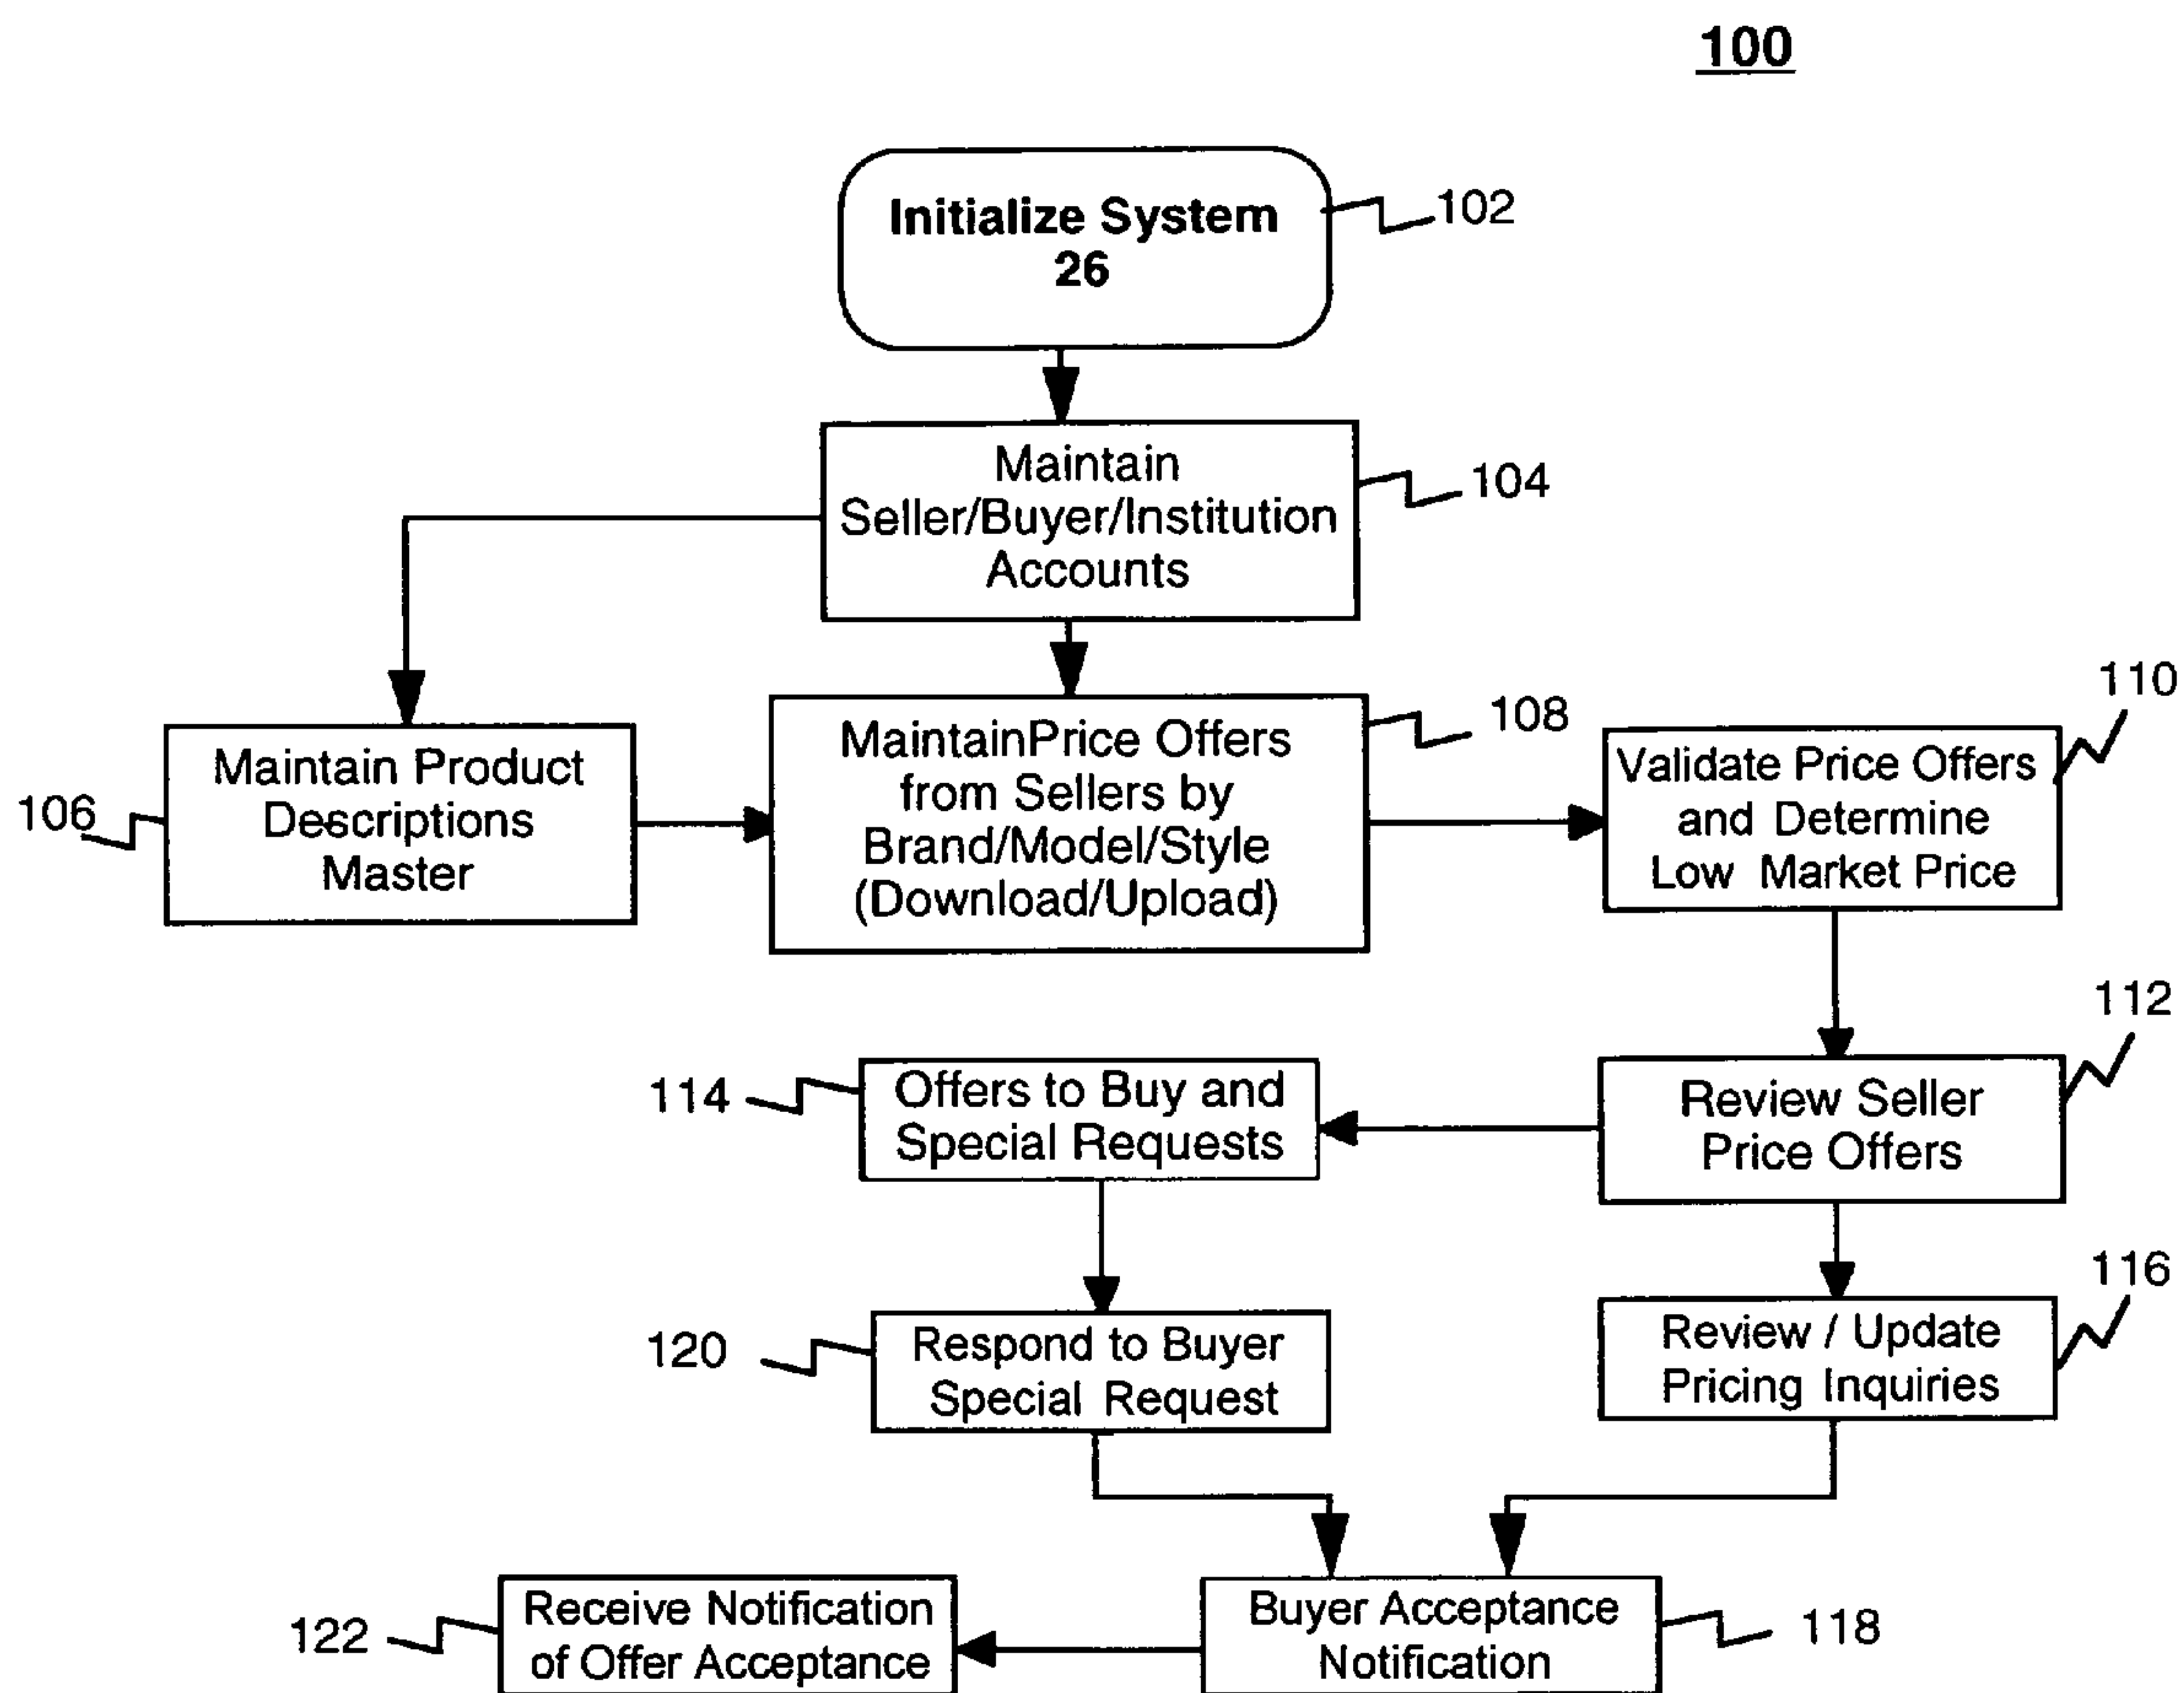 100
Initialize System
26
102
Maintain
Seller/Buyer/Institution
Accounts
104
106
Maintain Product
Descriptions
Master
MaintainPrice Offers
from Sellers by
Brand/Model/Style
(Download/Upload)
108
Validate Price Offers
and Determine
Low Market Price
110
112
Review Seller
Price Offers
114
Offers to Buy and
Special Requests
116
Review / Update
Pricing Inquiries
120
Respond to Buyer
Special Request
Buyer Acceptance
Notification
118
122
Receive Notification
of Offer Acceptance